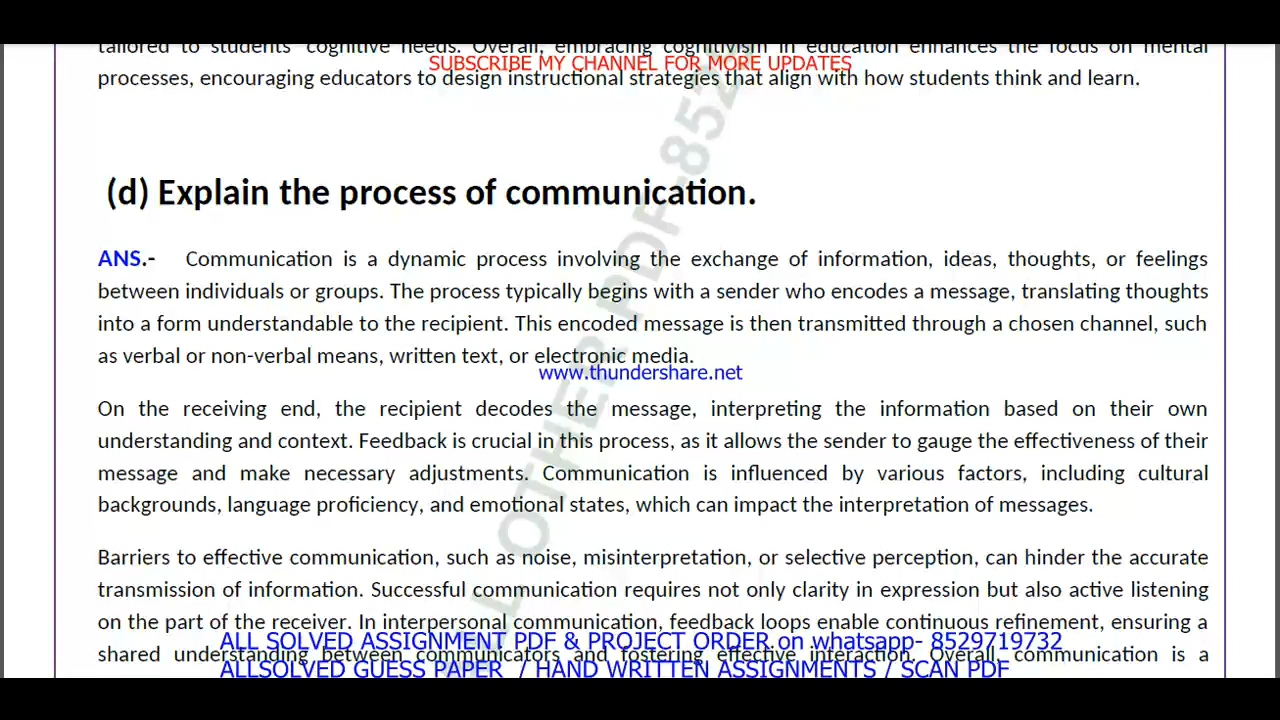 tailored to students' cognitive needs. Overall, embracing cognitivism in education enhances the focus on mental
SUBSCRIBE MY CHANNEL FOR MORE UPDATES
processes, encouraging educators to design instructional strategies that align with how students think and learn.
(d) Explain the process of communication.
ANS.- Communication is a dynamic process involving the exchange of information, ideas, thoughts, or feelings
between individuals or groups. The process typically begins with a sender who encodes a message, translating thoughts
into a form understandable to the recipient. This encoded message is then transmitted through a chosen channel, such
as verbal or non-verbal means, written text, or electronic media.
www.thundershare.net
On the receiving end, the recipient decodes the message, interpreting the information based on their own
understanding and context. Feedback is crucial in this process, as it allows the sender to gauge the effectiveness of their
message and make necessary adjustments. Communication is influenced by various factors, including cultural
backgrounds, language proficiency, and emotional states, which can impact the interpretation of messages.
Barriers to effective communication, such as noise, misinterpretation, or selective perception, can hinder the accurate
transmission of information. Successful communication requires not only clarity in expression but also active listening
on the part of the receiver. In interpersonal communication, feedback loops enable continuous refinement, ensuring a
ALL SOLVED ASSIGNMENT PDF & PROJECT ORDER on whatsapp- 8529719732
shared understanding between communicators and fostering effective interaction. Overall, communication is a
ALLSOLVED GUESS PAPER / HAND WRITTEN ASSIGNMENTS / SCAN PDF
OTHER PDF-852